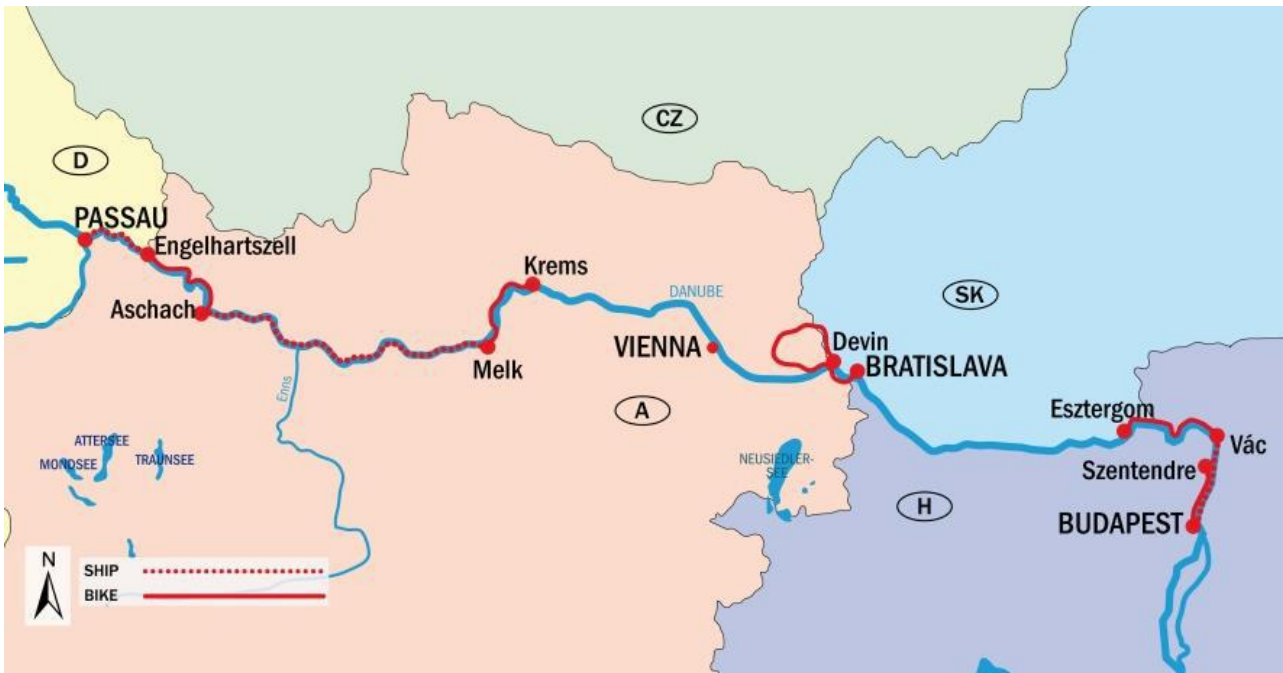 CZ
D
PASSAU
Engelhartszell
Aschach
Krems
DANUBE
VIENNA
Melk
Devin
BRATISLAVA
SK
A
Enns
ATTERSEE
MONDSEE
TRAUNSEE
NEUSIEDLER-
SEE
Esztergom
Vác
Szentendre
BUDAPEST
H
N
SHIP
BIKE